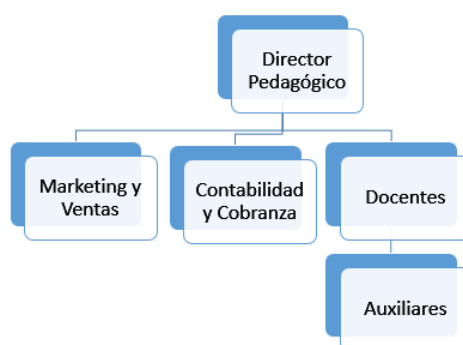 Director
Pedagógico
Marketing y
Ventas
Contabilidad
y Cobranza
Docentes
Auxiliares